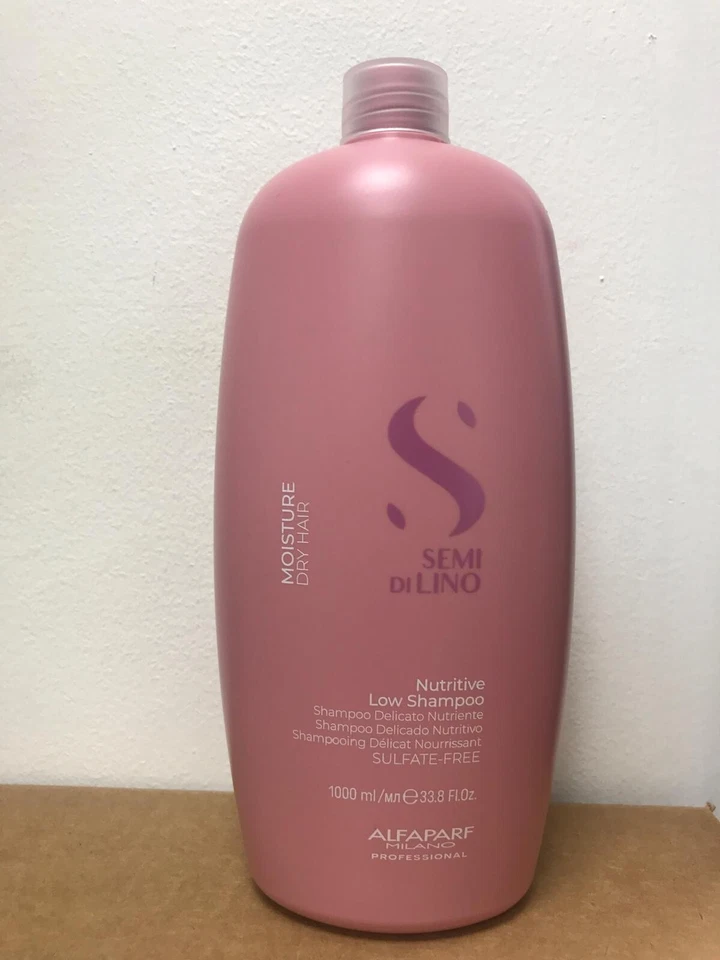 MOISTURE
DRY HAIR
SEMI
DI LINO
Nutritive
Low Shampoo
Shampoo Delicato Nutriente
Shampoo Delicado Nutritivo
Shampooing Délicat Nourrissant
SULFATE-FREE
1000 ml/мл ℮ 33.8 Fl.Oz.
ALFAPARF
MILANO
PROFESSIONAL